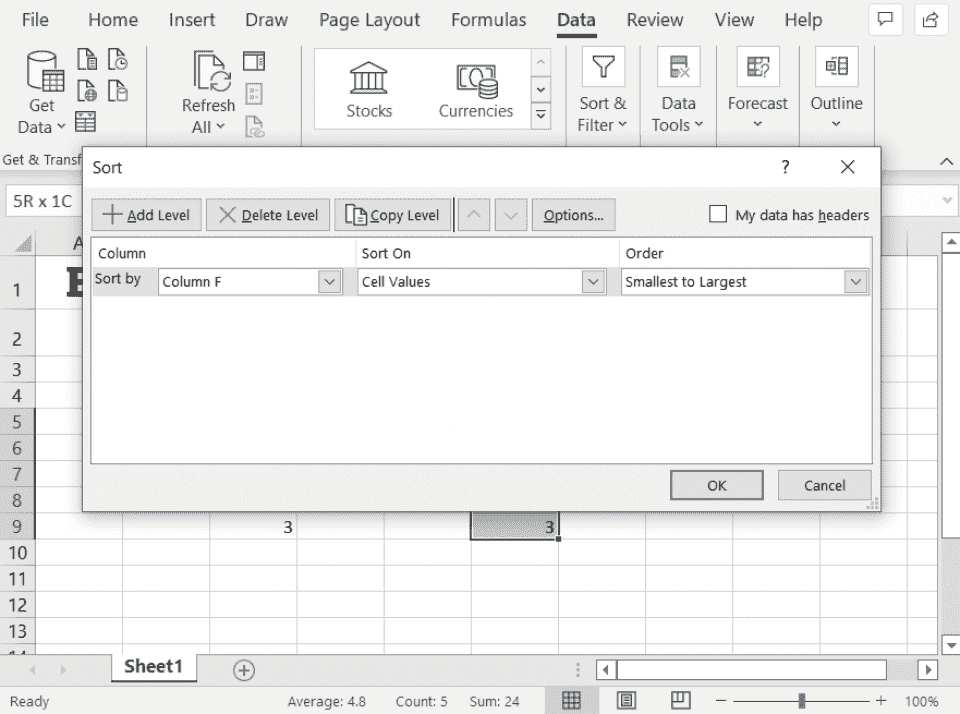 File Home Insert Draw Page Layout Formulas Data Review View Help
Get Data
Refresh All
Stocks
Currencies
Sort & Filter
Data Tools
Forecast
Outline
Get & Transf
Sort ?
5R x 1C
Add Level Delete Level Copy Level Options... My data has headers
Column Sort On Order
Sort by Column F Cell Values Smallest to Largest
1
2
3
4
5
6
7
8
OK Cancel
9 3 3
10
11
12
13
Sheet1
Ready Average: 4.8 Count: 5 Sum: 24 100%